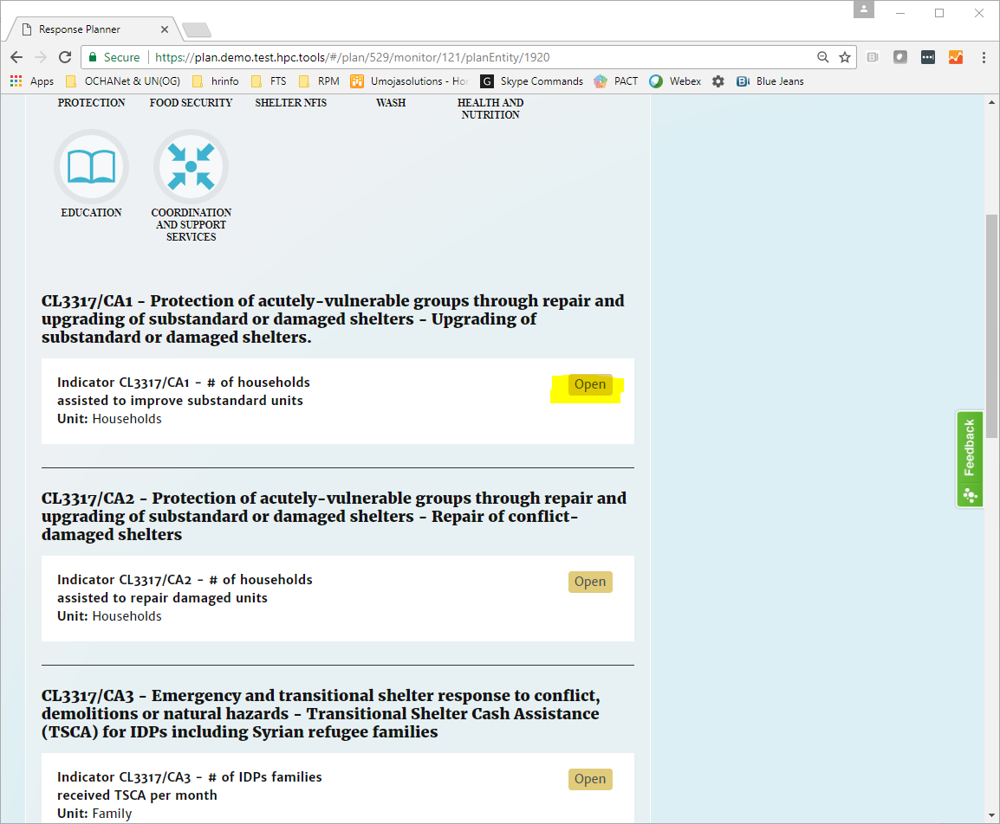 Response Planner
Secure https://plan.demo.test.hpc.tools/#/plan/529/monitor/121/planEntity/1920
Apps OCHANet & UN(OG) hrinfo FTS RPM Umojasolutions - Ho Skype Commands PACT Webex Blue Jeans
PROTECTION FOOD SECURITY SHELTER NFIS WASH HEALTH AND
NUTRITION
EDUCATION COORDINATION
AND SUPPORT
SERVICES
CL3317/CA1 - Protection of acutely-vulnerable groups through repair and
upgrading of substandard or damaged shelters - Upgrading of
substandard or damaged shelters.
Indicator CL3317/CA1 - # of households Open
assisted to improve substandard units
Unit: Households
Feedback
CL3317/CA2 - Protection of acutely-vulnerable groups through repair and
upgrading of substandard or damaged shelters - Repair of conflict-
damaged shelters
Indicator CL3317/CA2 - # of households Open
assisted to repair damaged units
Unit: Households
CL3317/CA3 - Emergency and transitional shelter response to conflict,
demolitions or natural hazards - Transitional Shelter Cash Assistance
(TSCA) for IDPs including Syrian refugee families
Indicator CL3317/CA3 - # of IDPs families Open
received TSCA per month
Unit: Family